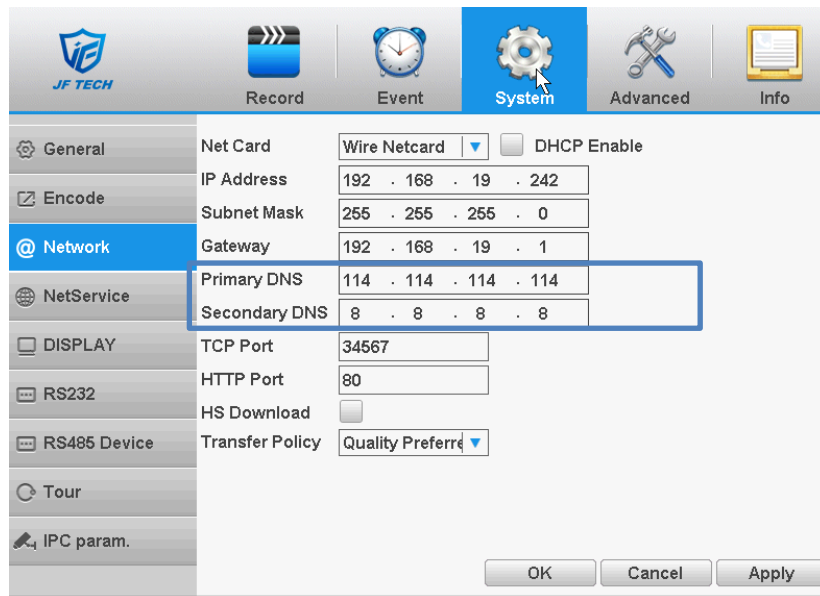 JF TECH
Record Event System Advanced Info
General
Encode
@ Network
NetService
DISPLAY
RS232
RS485 Device
Tour
IPC param.
Net Card Wire Netcard DHCP Enable
IP Address 192 . 168 . 19 . 242
Subnet Mask 255 . 255 . 255 . 0
Gateway 192 . 168 . 19 . 1
Primary DNS 114 . 114 . 114 . 114
Secondary DNS 8 . 8 . 8 . 8
TCP Port 34567
HTTP Port 80
HS Download
Transfer Policy Quality Preferre
OK Cancel Apply